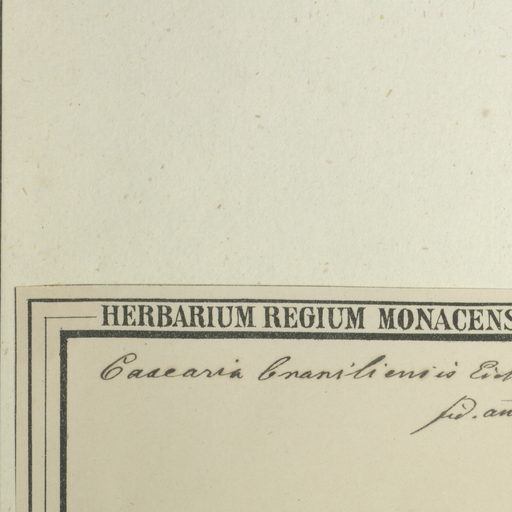 HERBARIUM REGIUM MONACENS
Casearia brasiliensis Eich
fid. au